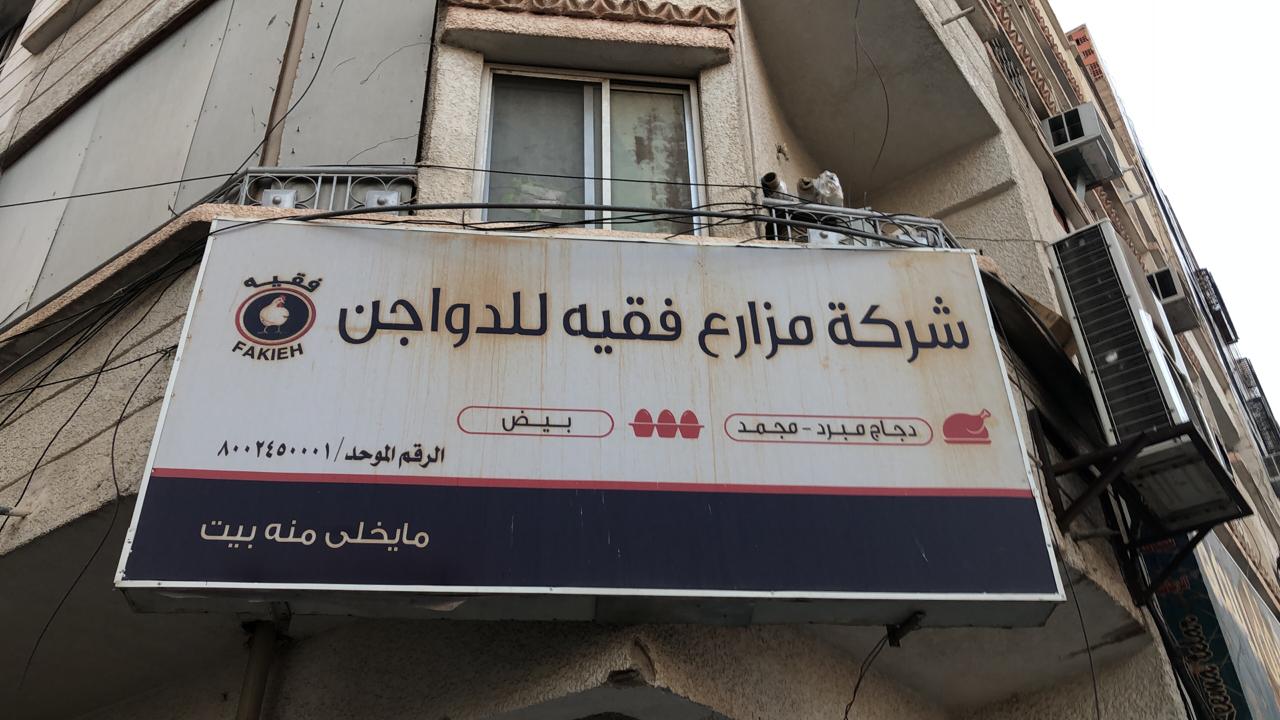 شركة مزارع فقيه للدواجن
فقيه
FAKIEH
دجاج مبرد - مجمد
بيض
الرقم الموحد/ ٨٠٠٢٤٥٠٠٠١
مايخلى منه بيت